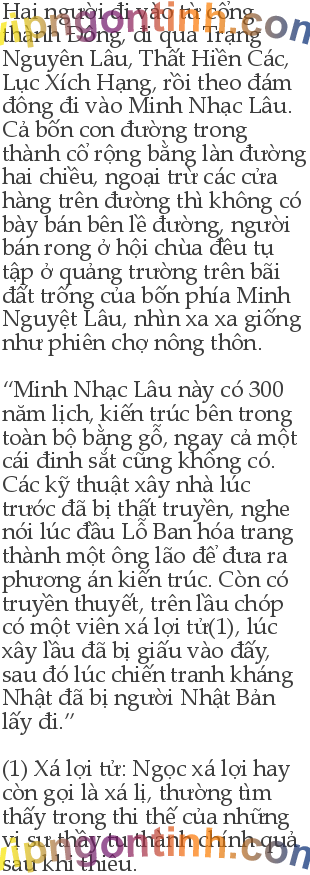 Hai người đi vào từ cổng
thành Đông, đi qua Trạng
Nguyên Lâu, Thất Hiền Các,
Lục Xích Hạng, rồi theo đám
đông đi vào Minh Nhạc Lâu.
Cả bốn con đường trong
thành cổ rộng bằng làn đường
hai chiều, ngoại trừ các cửa
hàng trên đường thì không có
bày bán bên lề đường, người
bán rong ở hội chùa đều tụ
tập ở quảng trường trên bãi
đất trống của bốn phía Minh
Nguyệt Lâu, nhìn xa xa giống
như phiên chợ nông thôn.
“Minh Nhạc Lâu này có 300
năm lịch, kiến trúc bên trong
toàn bộ bằng gỗ, ngay cả một
cái đinh sắt cũng không có.
Các kỹ thuật xây nhà lúc
trước đã bị thất truyền, nghe
nói lúc đầu Lỗ Ban hóa trang
thành một ông lão để đưa ra
phương án kiến trúc. Còn có
truyền thuyết, trên lầu chóp
có một viên xá lợi tử(1), lúc
xây lầu đã bị giấu vào đấy,
sau đó lúc chiến tranh kháng
Nhật đã bị người Nhật Bản
lấy đi.”
(1) Xá lợi tử: Ngọc xá lợi hay
còn gọi là xá lị, thường tìm
thấy trong thi thế của những
vị sư thầy tu thành chính quả
sau khi thiêu.
vipngontinh.com
vipngontinh.com